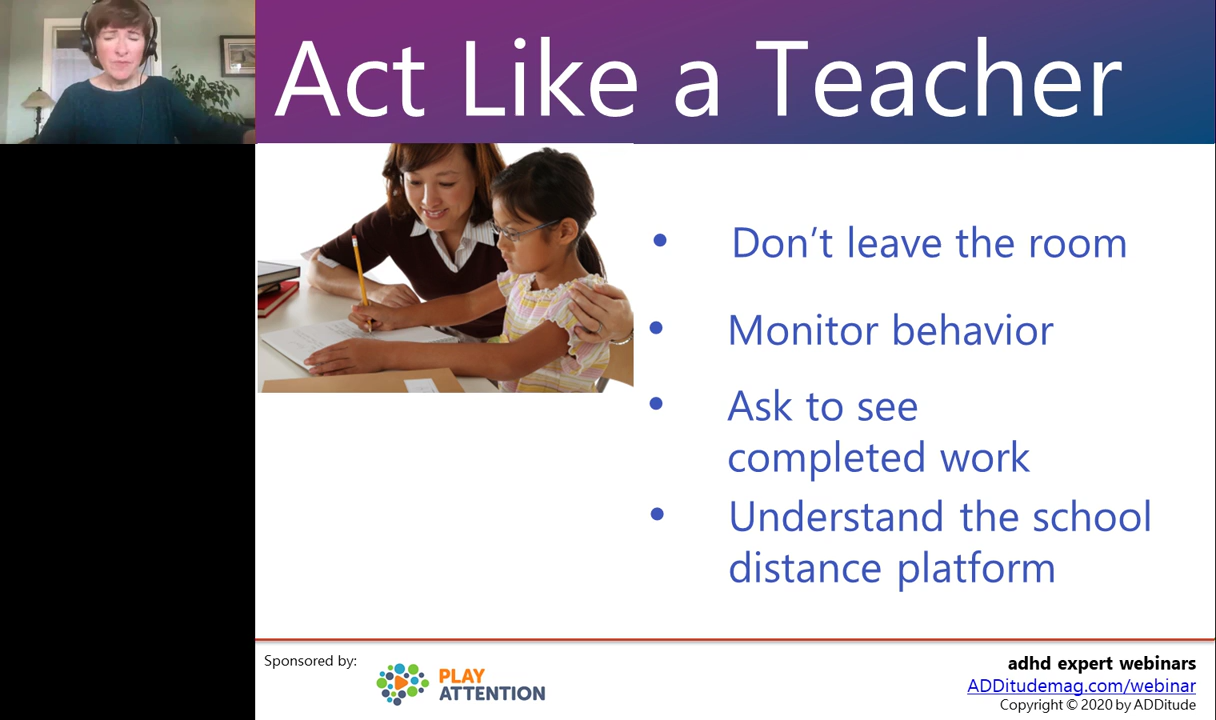 Act Like a Teacher
• Don’t leave the room
• Monitor behavior
• Ask to see
completed work
• Understand the school
distance platform
Sponsored by:
PLAY
ATTENTION
adhd expert webinars
ADDitudemag.com/webinar
Copyright © 2020 by ADDitude